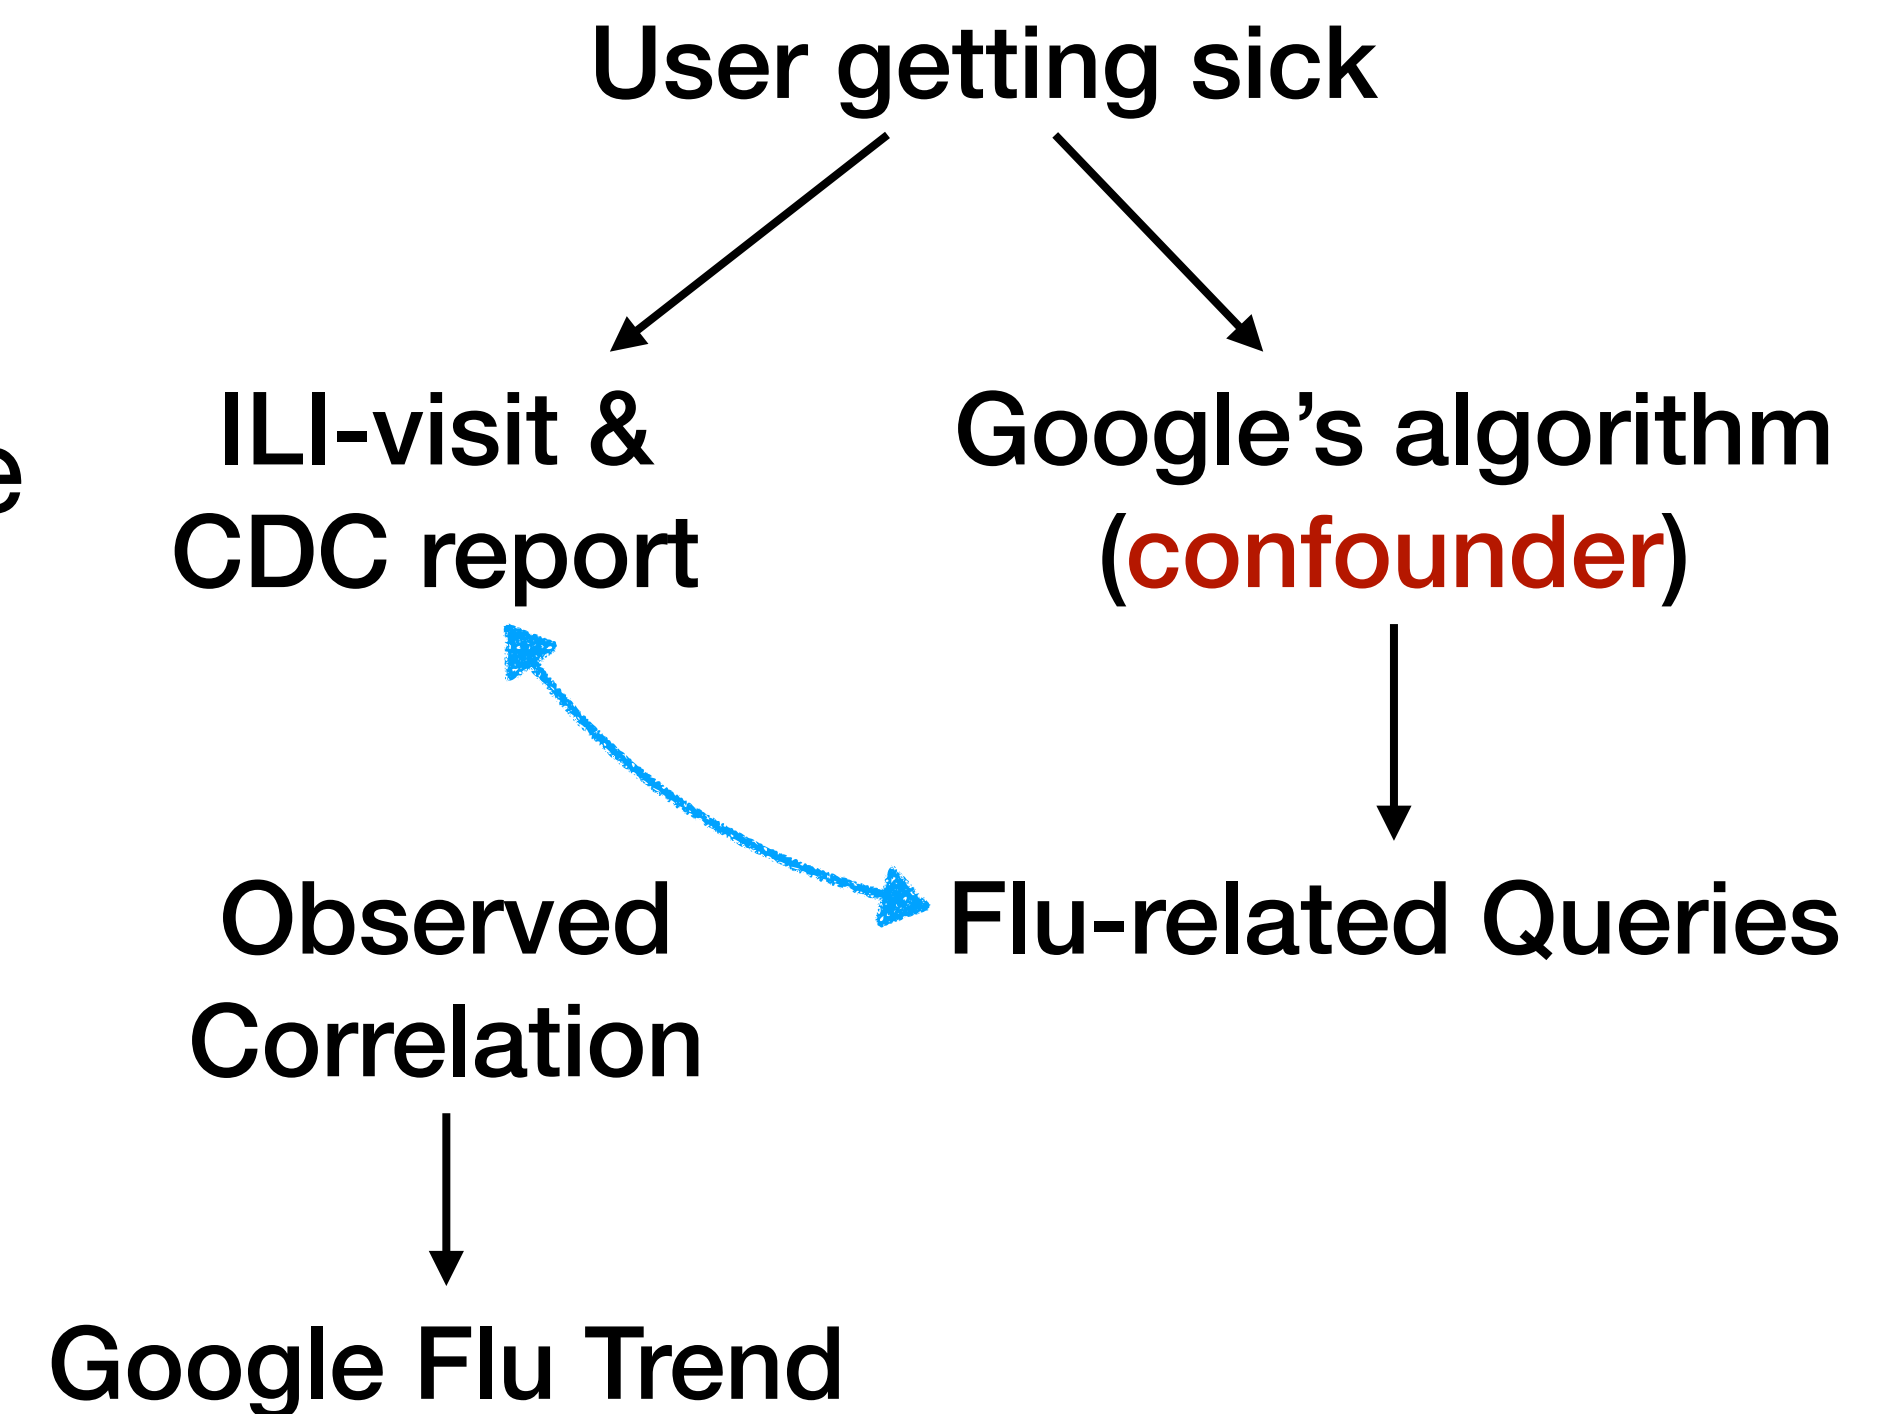 User getting sick
ILI-visit &
CDC report
Google’s algorithm
(confounder)
Observed
Correlation
Flu-related Queries
Google Flu Trend